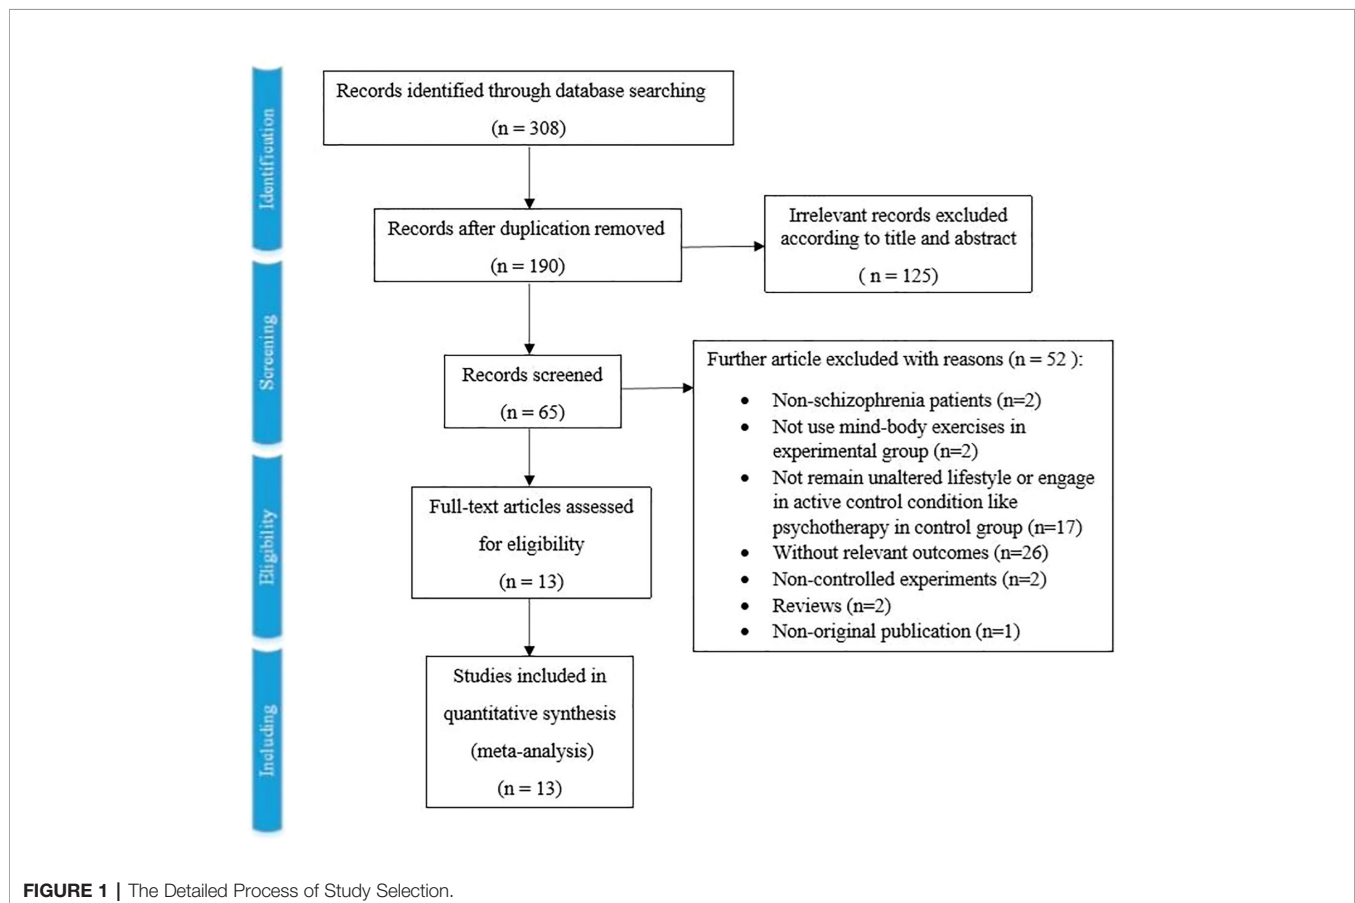 Identification
Records identified through database searching
(n = 308)
Records after duplication removed
(n = 190)
Irrelevant records excluded
according to title and abstract
( n = 125)
Screening
Records screened
(n = 65)
Further article excluded with reasons (n = 52 ):
• Non-schizophrenia patients (n=2)
• Not use mind-body exercises in
experimental group (n=2)
• Not remain unaltered lifestyle or engage
in active control condition like
psychotherapy in control group (n=17)
• Without relevant outcomes (n=26)
• Non-controlled experiments (n=2)
• Reviews (n=2)
• Non-original publication (n=1)
Eligibility
Full-text articles assessed
for eligibility
(n = 13)
Including
Studies included in
quantitative synthesis
(meta-analysis)
(n = 13)
FIGURE 1 | The Detailed Process of Study Selection.